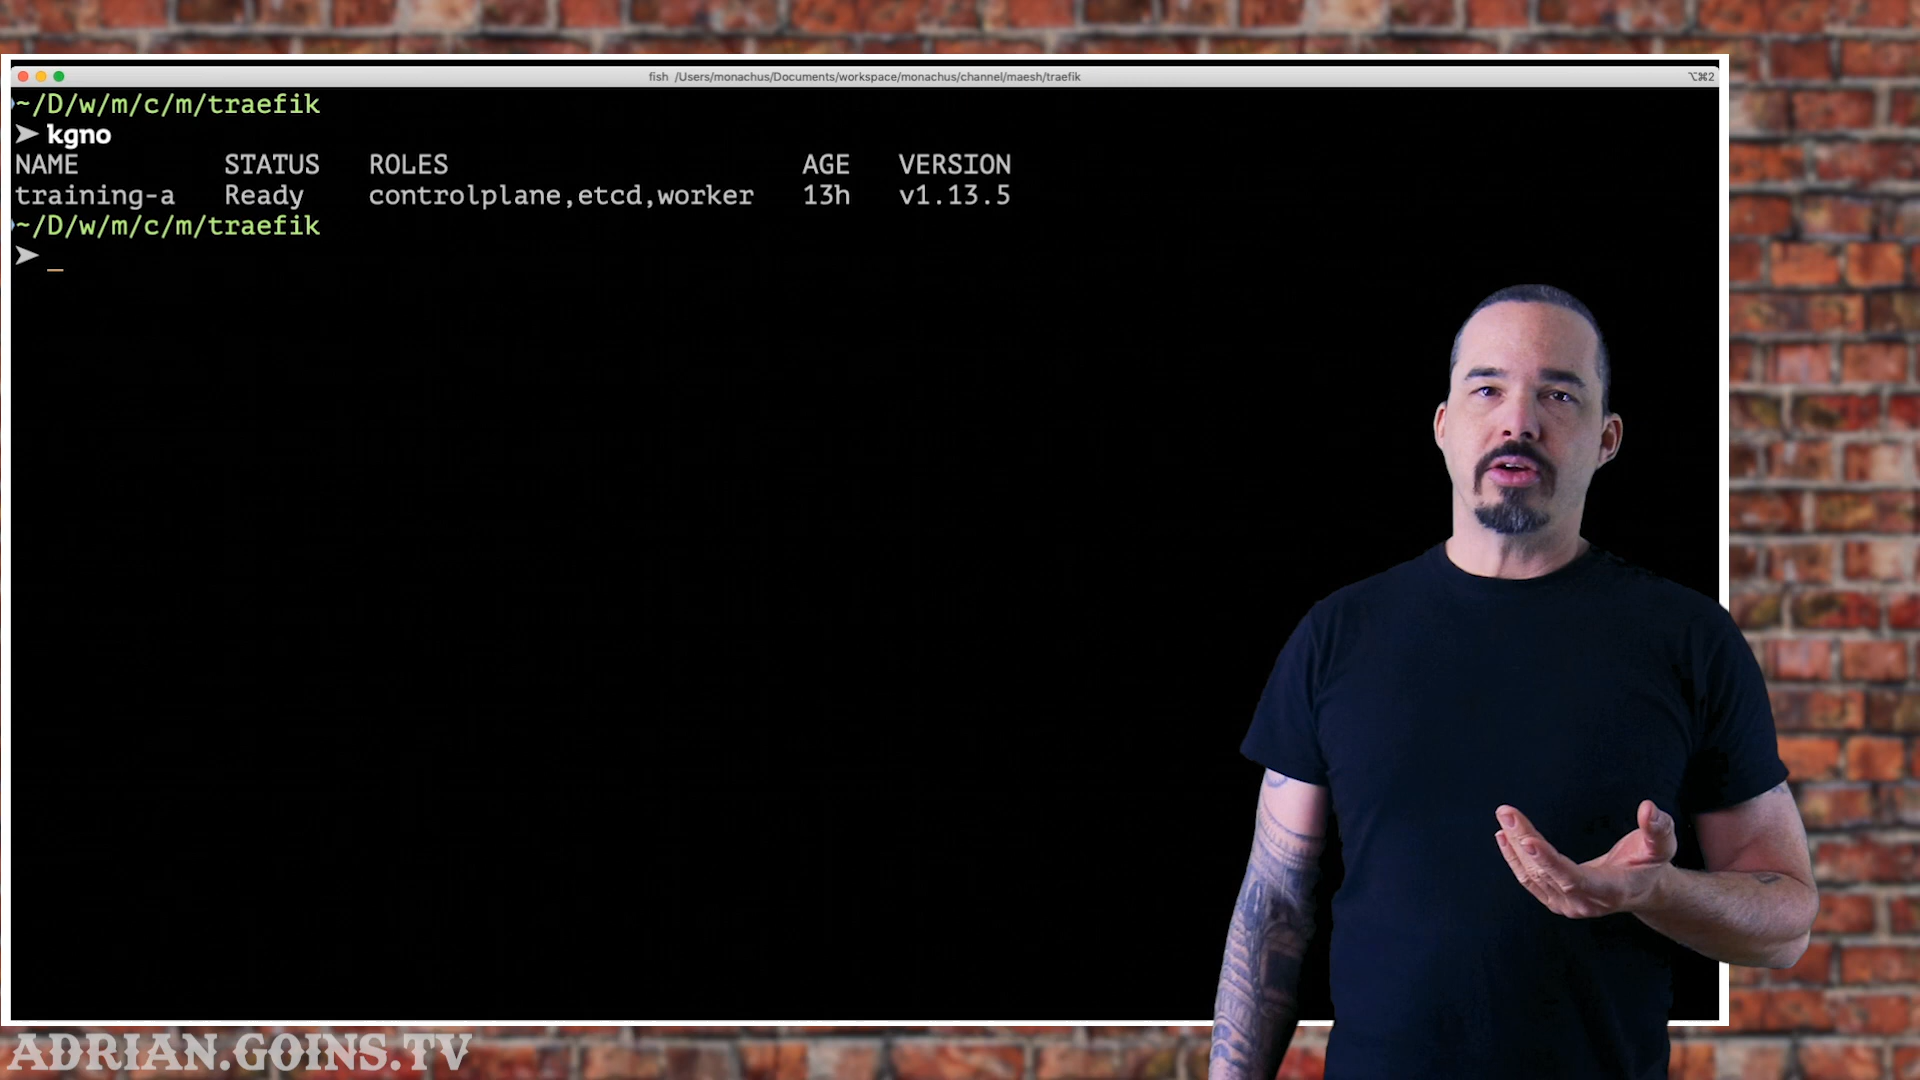 fish /Users/monachus/Documents/workspace/monachus/channel/maesh/traefik
⌥⌘2
~/D/w/m/c/m/traefik
➤ kgno
NAME STATUS ROLES AGE VERSION
training-a Ready controlplane,etcd,worker 13h v1.13.5
~/D/w/m/c/m/traefik
➤ _
ADRIAN.GOINS.TV